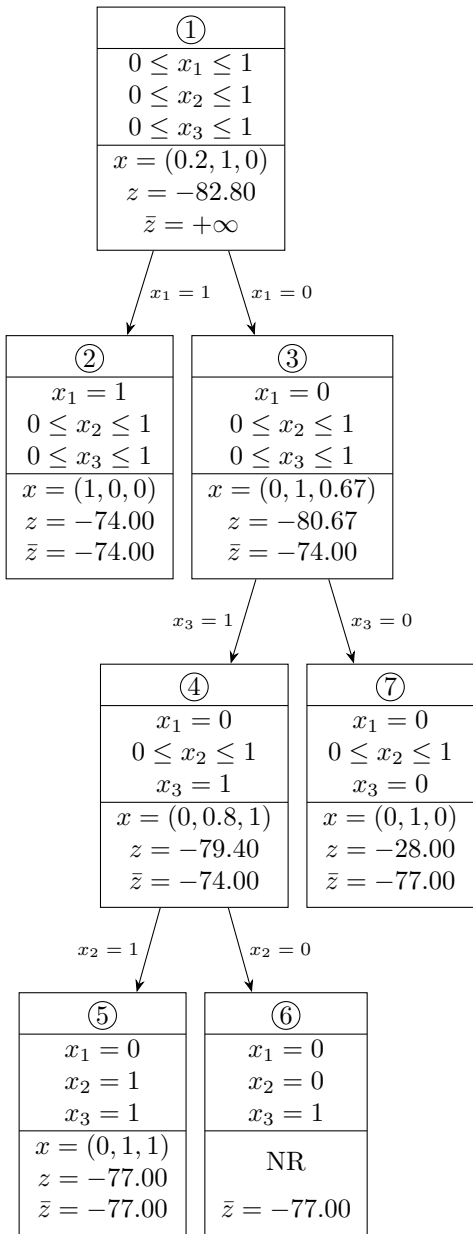 ①
0 ≤ x₁ ≤ 1
0 ≤ x₂ ≤ 1
0 ≤ x₃ ≤ 1
x = (0.2, 1, 0)
z = −82.80
z̄ = +∞
x₁ = 1
x₁ = 0
②
x₁ = 1
0 ≤ x₂ ≤ 1
0 ≤ x₃ ≤ 1
x = (1, 0, 0)
z = −74.00
z̄ = −74.00
③
x₁ = 0
0 ≤ x₂ ≤ 1
0 ≤ x₃ ≤ 1
x = (0, 1, 0.67)
z = −80.67
z̄ = −74.00
x₃ = 1
x₃ = 0
④
x₁ = 0
0 ≤ x₂ ≤ 1
x₃ = 1
x = (0, 0.8, 1)
z = −79.40
z̄ = −74.00
⑦
x₁ = 0
0 ≤ x₂ ≤ 1
x₃ = 0
x = (0, 1, 0)
z = −28.00
z̄ = −77.00
x₂ = 1
x₂ = 0
⑤
x₁ = 0
x₂ = 1
x₃ = 1
x = (0, 1, 1)
z = −77.00
z̄ = −77.00
⑥
x₁ = 0
x₂ = 0
x₃ = 1
NR
z̄ = −77.00